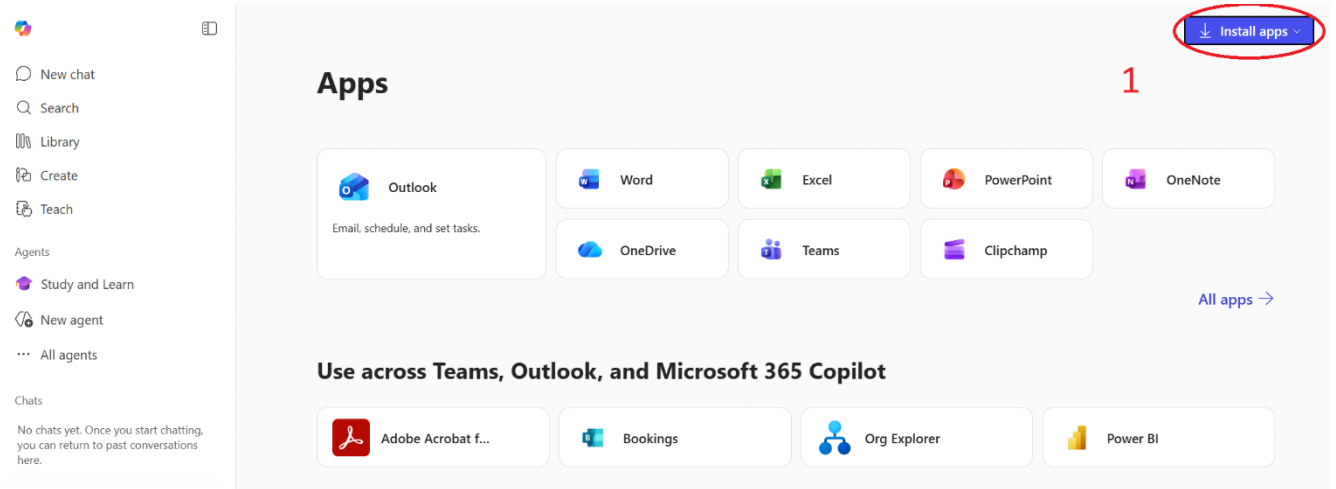 New chat
Search
Library
Create
Teach
Agents
Study and Learn
New agent
All agents
Chats
No chats yet. Once you start chatting,
you can return to past conversations
here.
Install apps
1
Apps
Outlook
Email, schedule, and set tasks.
Word
Excel
PowerPoint
OneNote
OneDrive
Teams
Clipchamp
All apps
Use across Teams, Outlook, and Microsoft 365 Copilot
Adobe Acrobat f...
Bookings
Org Explorer
Power BI